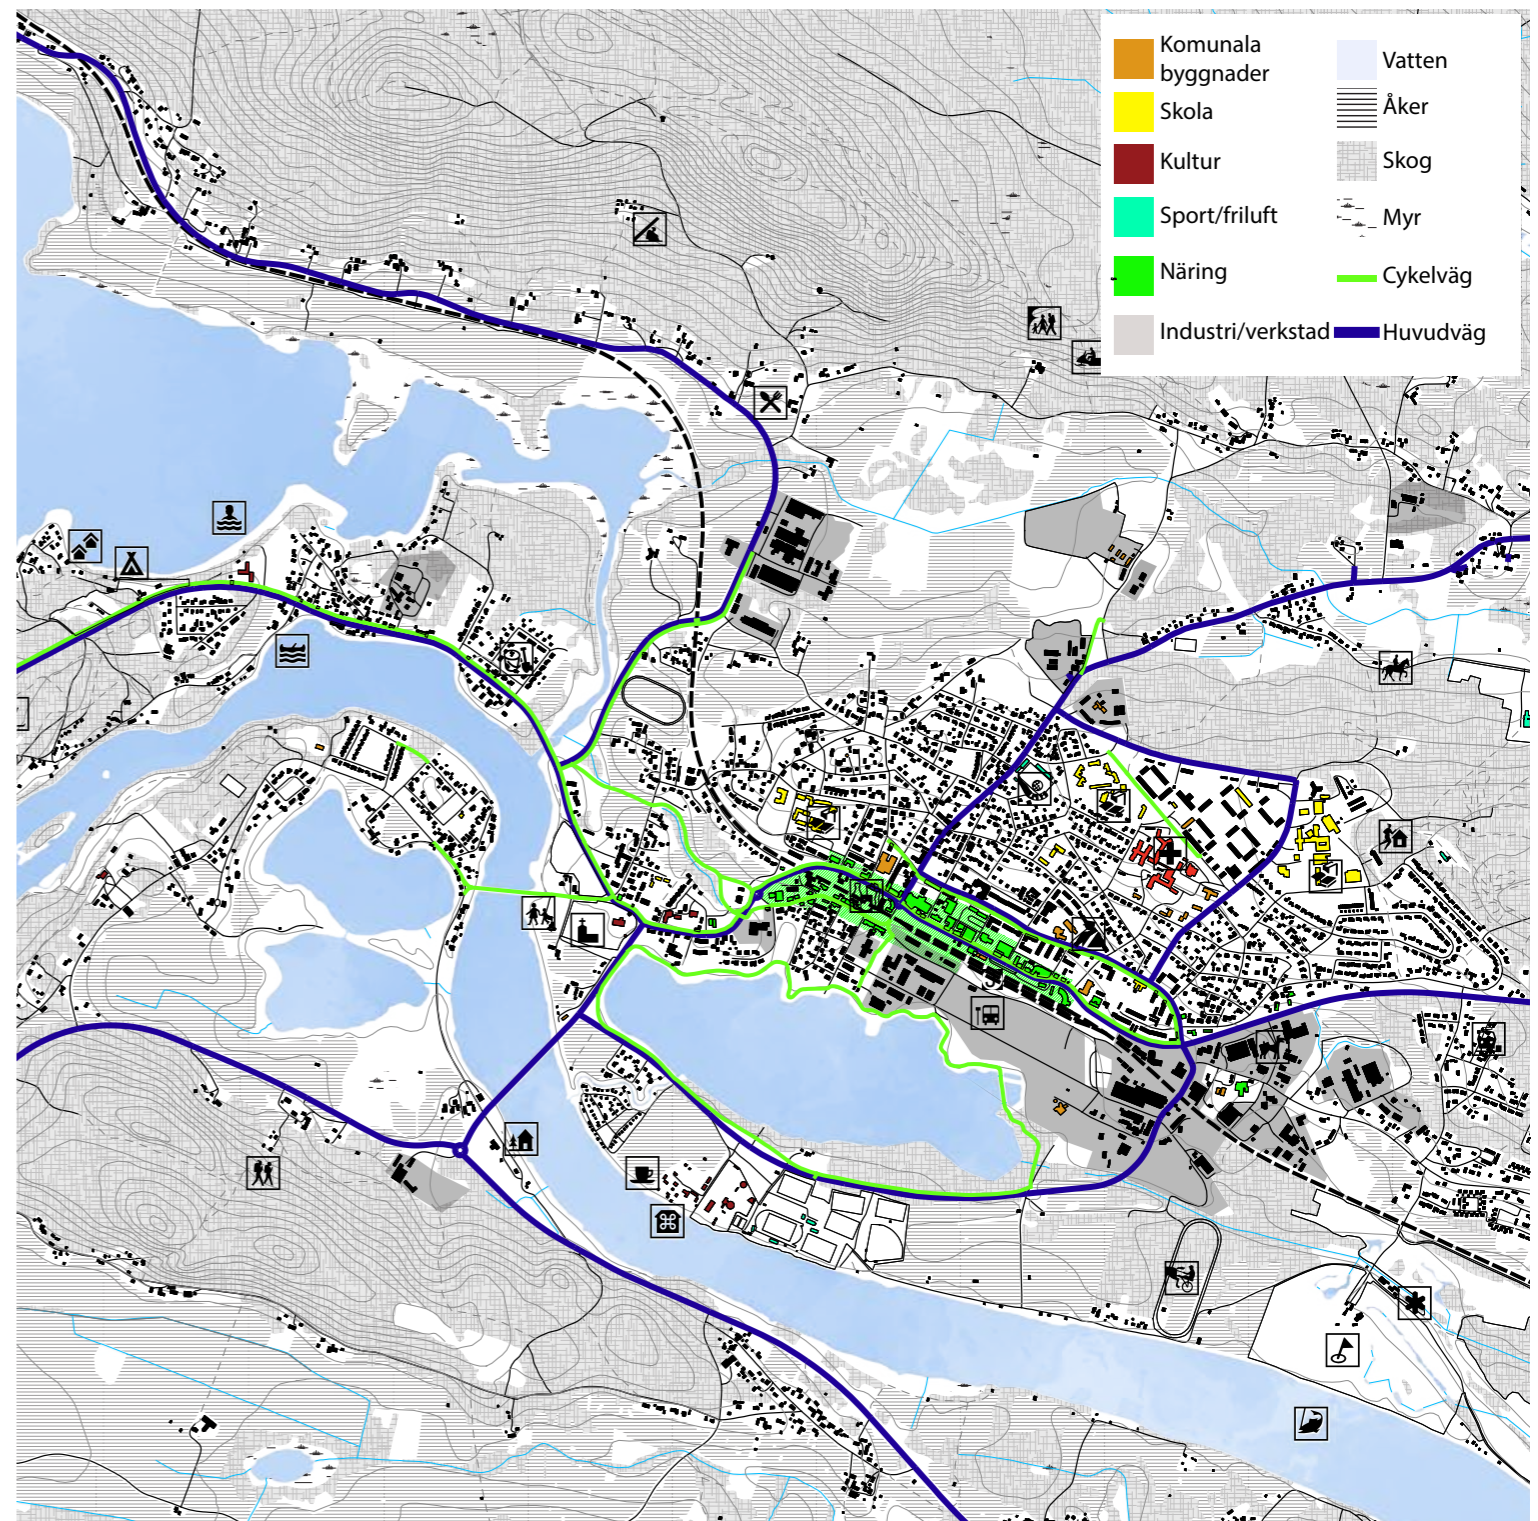 Komunala
byggnader
Skola
Kultur
Sport/friluft
Näring
Industri/verkstad
Vatten
Åker
Skog
Myr
Cykelväg
Huvudväg